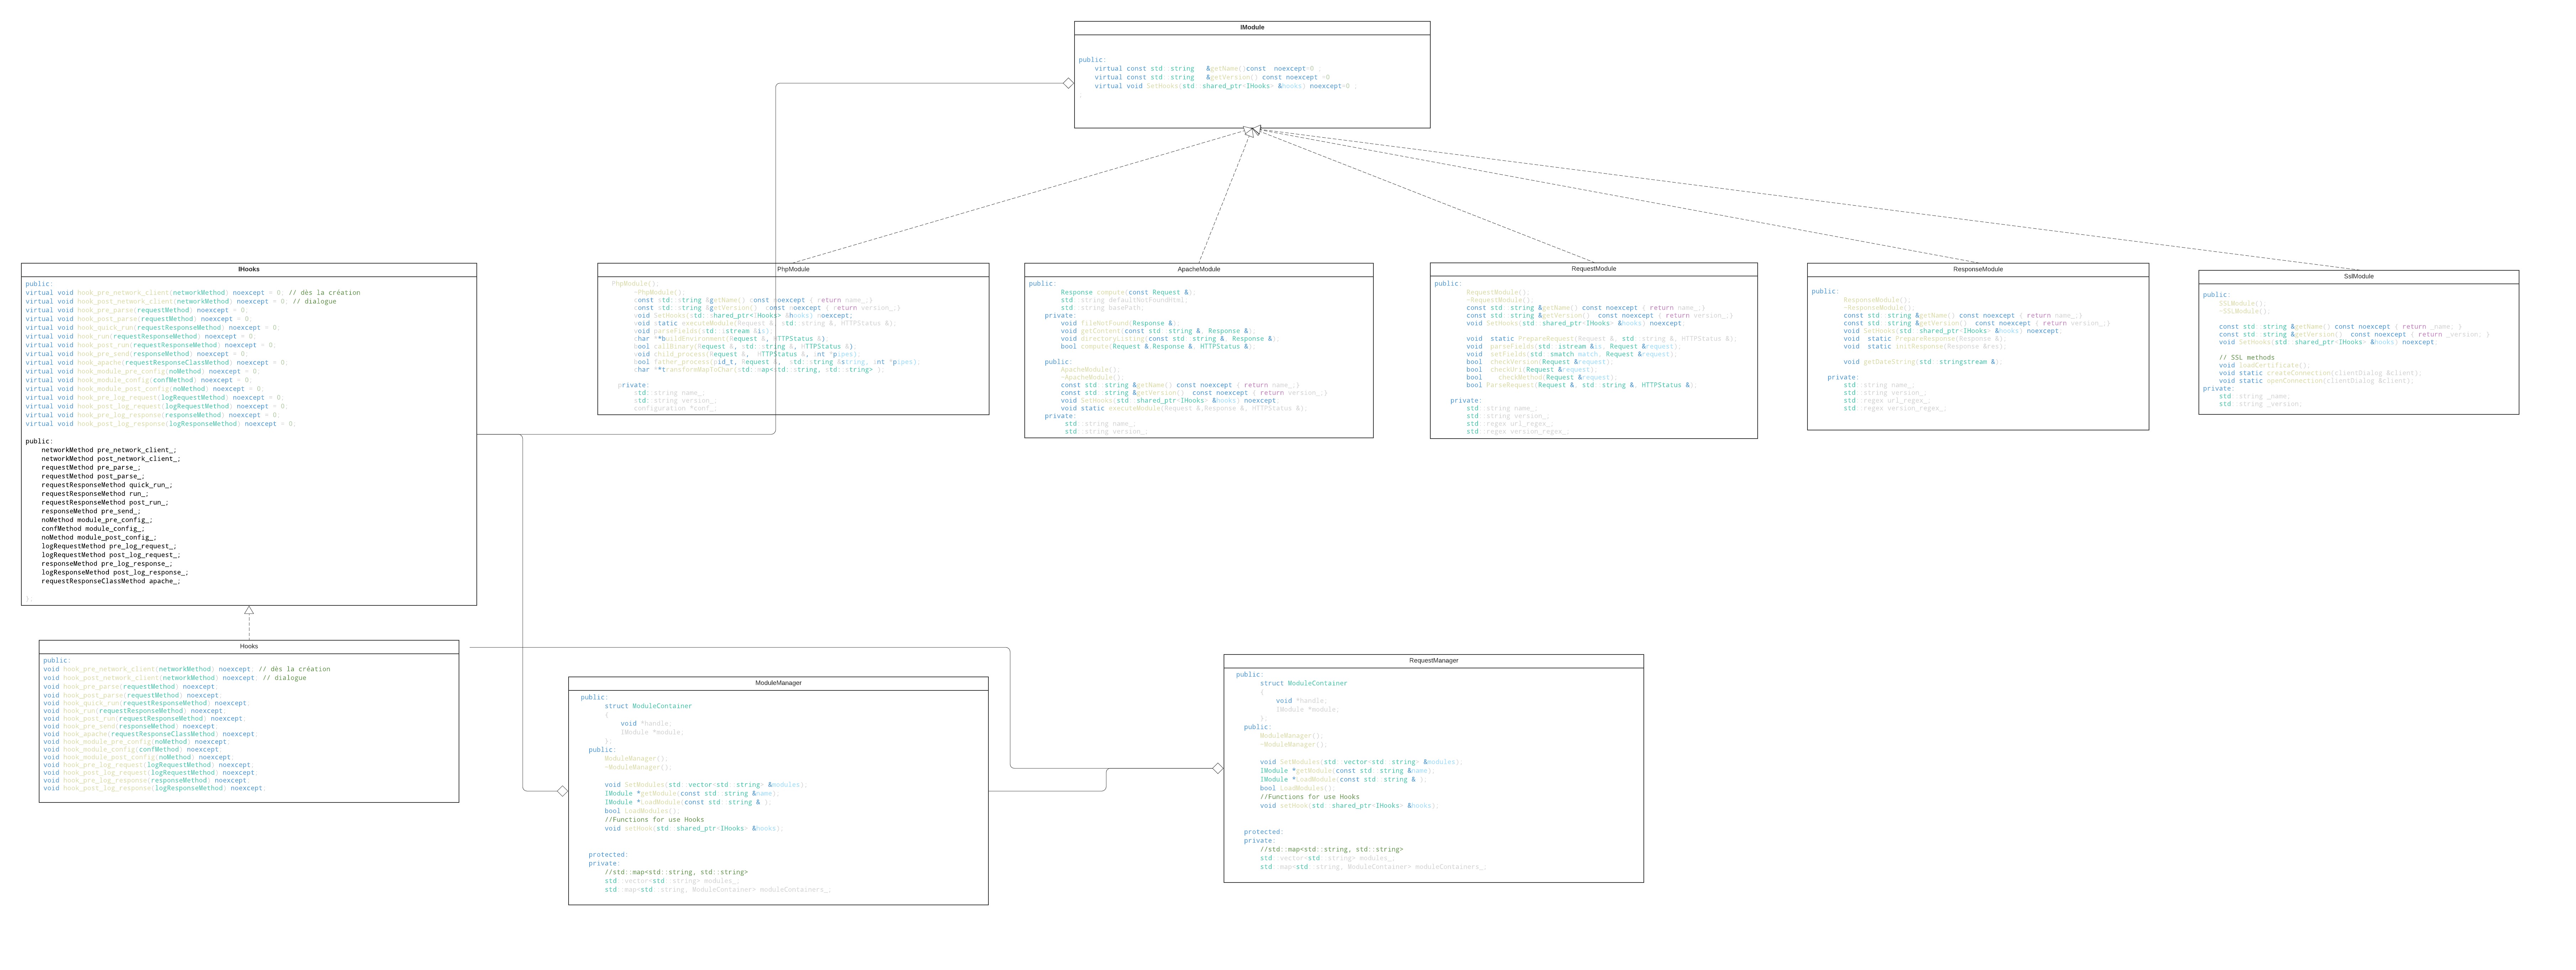 IModule
public:
virtual const std::string &getName()const noexcept=0 ;
virtual const std::string &getVersion() const noexcept =0
virtual void SetHooks(std::shared_ptr<IHooks> &hooks) noexcept=0 ;
IHooks
public:
virtual void hook_pre_network_client(networkMethod) noexcept = 0; // dès la création
virtual void hook_post_network_client(networkMethod) noexcept = 0; // dialogue
virtual void hook_pre_parse(requestMethod) noexcept = 0;
virtual void hook_post_parse(requestMethod) noexcept = 0;
virtual void hook_quick_run(requestResponseMethod) noexcept = 0;
virtual void hook_run(requestResponseMethod) noexcept = 0;
virtual void hook_post_run(requestResponseMethod) noexcept = 0;
virtual void hook_pre_send(responseMethod) noexcept = 0;
virtual void hook_apache(requestResponseClassMethod) noexcept = 0;
virtual void hook_module_pre_config(noMethod) noexcept = 0;
virtual void hook_module_config(confMethod) noexcept = 0;
virtual void hook_module_post_config(noMethod) noexcept = 0;
virtual void hook_pre_log_request(logRequestMethod) noexcept = 0;
virtual void hook_post_log_request(logRequestMethod) noexcept = 0;
virtual void hook_pre_log_response(responseMethod) noexcept = 0;
virtual void hook_post_log_response(logResponseMethod) noexcept = 0;
public:
networkMethod pre_network_client_;
networkMethod post_network_client_;
requestMethod pre_parse_;
requestMethod post_parse_;
requestResponseMethod quick_run_;
requestResponseMethod run_;
requestResponseMethod post_run_;
responseMethod pre_send_;
noMethod module_pre_config_;
confMethod module_config_;
noMethod module_post_config_;
logRequestMethod pre_log_request_;
logRequestMethod post_log_request_;
responseMethod pre_log_response_;
logResponseMethod post_log_response_;
requestResponseClassMethod apache_;
};
PhpModule
PhpModule();
~PhpModule();
const std::string &getName() const noexcept { return name_;}
const std::string &getVersion()  const noexcept { return version_;}
void SetHooks(std::shared_ptr<IHooks> &hooks) noexcept;
void static executeModule(Request &, std::string &, HTTPStatus &);
void parseFields(std::istream &is);
char **buildEnvironment(Request &, HTTPStatus &);
bool callBinary(Request &, std::string &, HTTPStatus &);
void child_process(Request &, HTTPStatus &, int *pipes);
bool father_process(pid_t, Request &, std::string &string, int *pipes);
char **transformMapToChar(std::map<std::string, std::string> );
private:
std::string name_;
std::string version_;
configuration *conf_;
ApacheModule
public:
Response compute(const Request &);
std::string defaultNotFoundHtml;
std::string basePath;
private:
void fileNotFound(Response &);
void getContent(const std::string &, Response &);
void directoryListing(const std::string &, Response &);
bool compute(Request &,Response &, HTTPStatus &);
public:
ApacheModule();
~ApacheModule();
const std::string &getName() const noexcept { return name_;}
const std::string &getVersion()  const noexcept { return version_;}
void SetHooks(std::shared_ptr<IHooks> &hooks) noexcept;
void static executeModule(Request &,Response &, HTTPStatus &);
private:
std::string name_;
std::string version_;
RequestModule
public:
RequestModule();
~RequestModule();
const std::string &getName() const noexcept { return name_;}
const std::string &getVersion()  const noexcept { return version_;}
void SetHooks(std::shared_ptr<IHooks> &hooks) noexcept;
void  static PrepareRequest(Request &, std::string &, HTTPStatus &);
void  parseFields(std::istream &is, Request &request);
void  setFields(std::smatch match, Request &request);
bool  checkVersion(Request &request);
bool  checkUri(Request &request);
bool    checkMethod(Request &request);
bool ParseRequest(Request &, std::string &, HTTPStatus &);
private:
std::string name_;
std::string version_;
std::regex url_regex_;
std::regex version_regex_;
ResponseModule
public:
ResponseModule();
~ResponseModule();
const std::string &getName() const noexcept { return name_;}
const std::string &getVersion()  const noexcept { return version_;}
void SetHooks(std::shared_ptr<IHooks> &hooks) noexcept;
void  static PrepareResponse(Response &);
void  static initResponse(Response &res);
void getDateString(std::stringstream &);
private:
std::string name_;
std::string version_;
std::regex url_regex_;
std::regex version_regex_;
SslModule
public:
SSLModule();
~SSLModule();
const std::string &getName() const noexcept { return _name; }
const std::string &getVersion()  const noexcept { return _version; }
void SetHooks(std::shared_ptr<IHooks> &hooks) noexcept;
// SSL methods
void loadCertificate();
void static createConnection(clientDialog &client);
void static openConnection(clientDialog &client);
private:
std::string _name;
std::string _version;
Hooks
public:
void hook_pre_network_client(networkMethod) noexcept; // dès la création
void hook_post_network_client(networkMethod) noexcept; // dialogue
void hook_pre_parse(requestMethod) noexcept;
void hook_post_parse(requestMethod) noexcept;
void hook_quick_run(requestResponseMethod) noexcept;
void hook_run(requestResponseMethod) noexcept;
void hook_post_run(requestResponseMethod) noexcept;
void hook_pre_send(responseMethod) noexcept;
void hook_apache(requestResponseClassMethod) noexcept;
void hook_module_pre_config(noMethod) noexcept;
void hook_module_config(confMethod) noexcept;
void hook_module_post_config(noMethod) noexcept;
void hook_pre_log_request(logRequestMethod) noexcept;
void hook_post_log_request(logRequestMethod) noexcept;
void hook_pre_log_response(responseMethod) noexcept;
void hook_post_log_response(logResponseMethod) noexcept;
ModuleManager
public:
struct ModuleContainer
{
void *handle;
IModule *module;
};
public:
ModuleManager();
~ModuleManager();
void SetModules(std::vector<std::string> &modules);
IModule *getModule(const std::string &name);
IModule *LoadModule(const std::string & );
bool LoadModules();
//Functions for use Hooks
void setHook(std::shared_ptr<IHooks> &hooks);
protected:
private:
//std::map<std::string, std::string>
std::vector<std::string> modules_;
std::map<std::string, ModuleContainer> moduleContainers_;
RequestManager
public:
struct ModuleContainer
{
void *handle;
IModule *module;
};
public:
ModuleManager();
~ModuleManager();
void SetModules(std::vector<std::string> &modules);
IModule *getModule(const std::string &name);
IModule *LoadModule(const std::string & );
bool LoadModules();
//Functions for use Hooks
void setHook(std::shared_ptr<IHooks> &hooks);
protected:
private:
//std::map<std::string, std::string>
std::vector<std::string> modules_;
std::map<std::string, ModuleContainer> moduleContainers_;